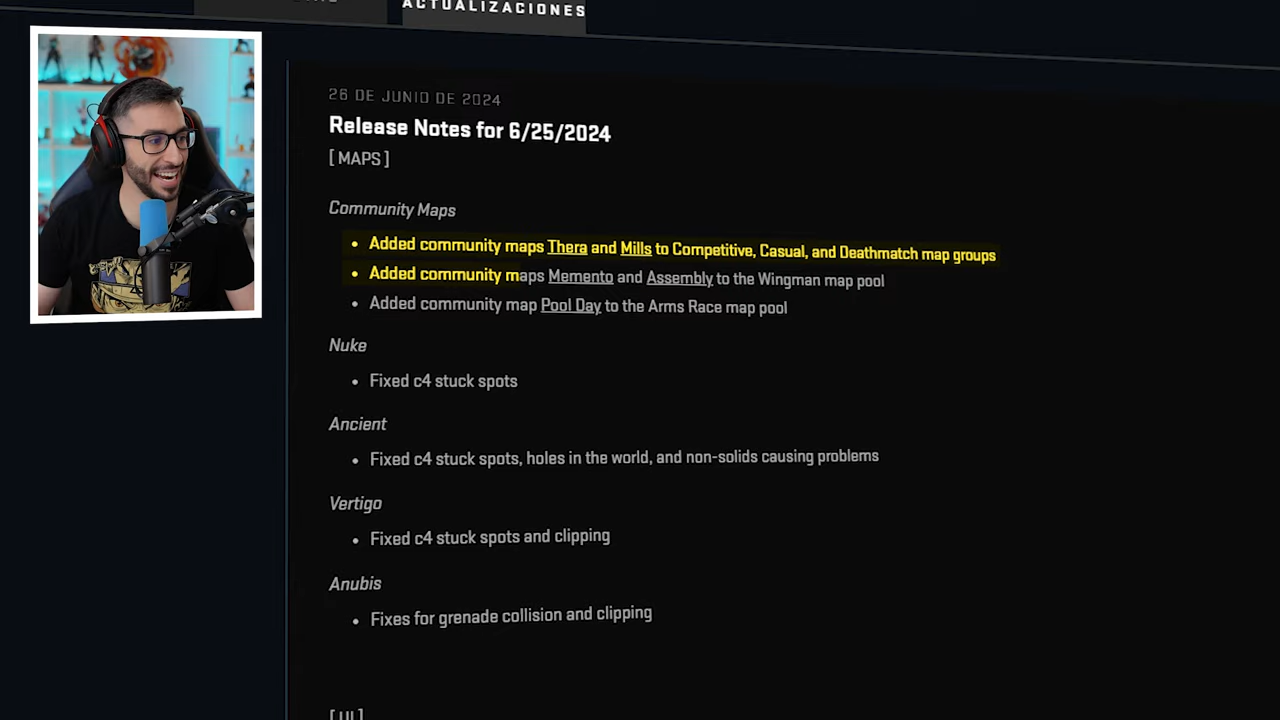 ACTUALIZACIONES
26 DE JUNIO DE 2024
Release Notes for 6/25/2024
[ MAPS ]
Community Maps
• Added community maps Thera and Mills to Competitive, Casual, and Deathmatch map groups
• Added community maps Memento and Assembly to the Wingman map pool
• Added community map Pool Day to the Arms Race map pool
Nuke
• Fixed c4 stuck spots
Ancient
• Fixed c4 stuck spots, holes in the world, and non-solids causing problems
Vertigo
• Fixed c4 stuck spots and clipping
Anubis
• Fixes for grenade collision and clipping
[ UI ]